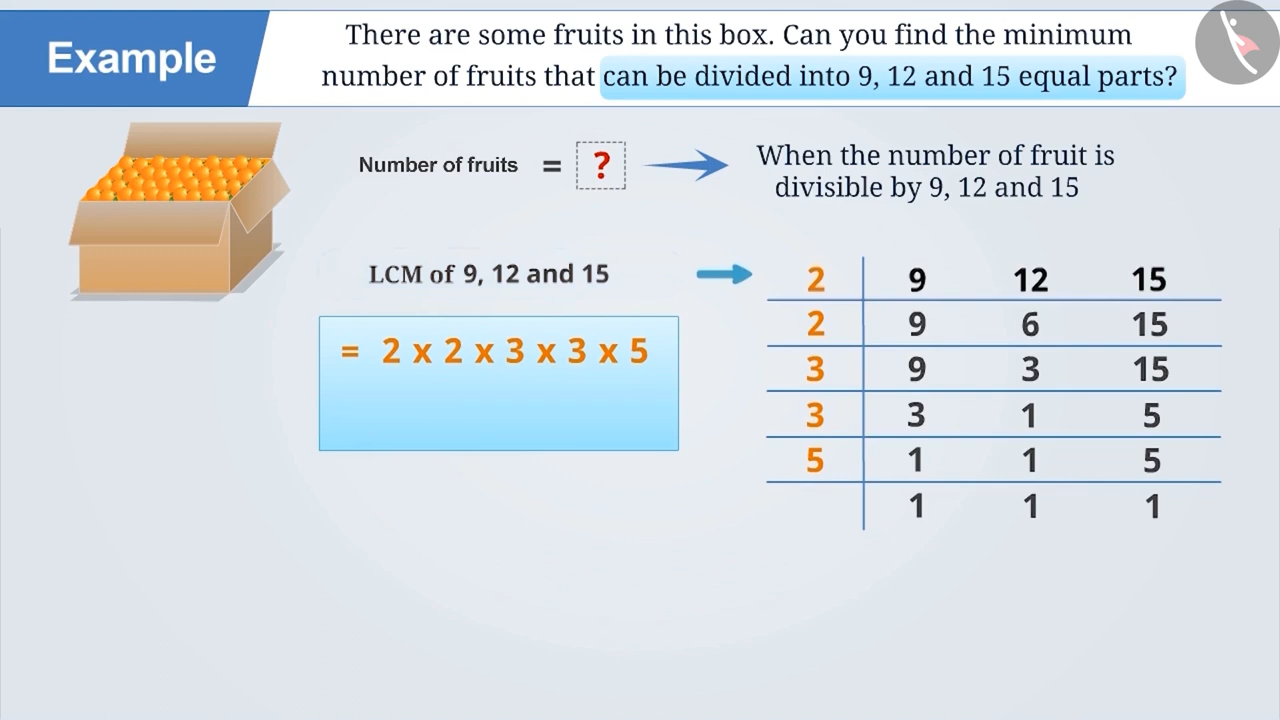 Example
There are some fruits in this box. Can you find the minimum
number of fruits that can be divided into 9, 12 and 15 equal parts?
Number of fruits = ?
When the number of fruit is
divisible by 9, 12 and 15
LCM of 9, 12 and 15
= 2 x 2 x 3 x 3 x 5
2 9 12 15
2 9 6 15
3 9 3 15
3 3 1 5
5 1 1 5
1 1 1